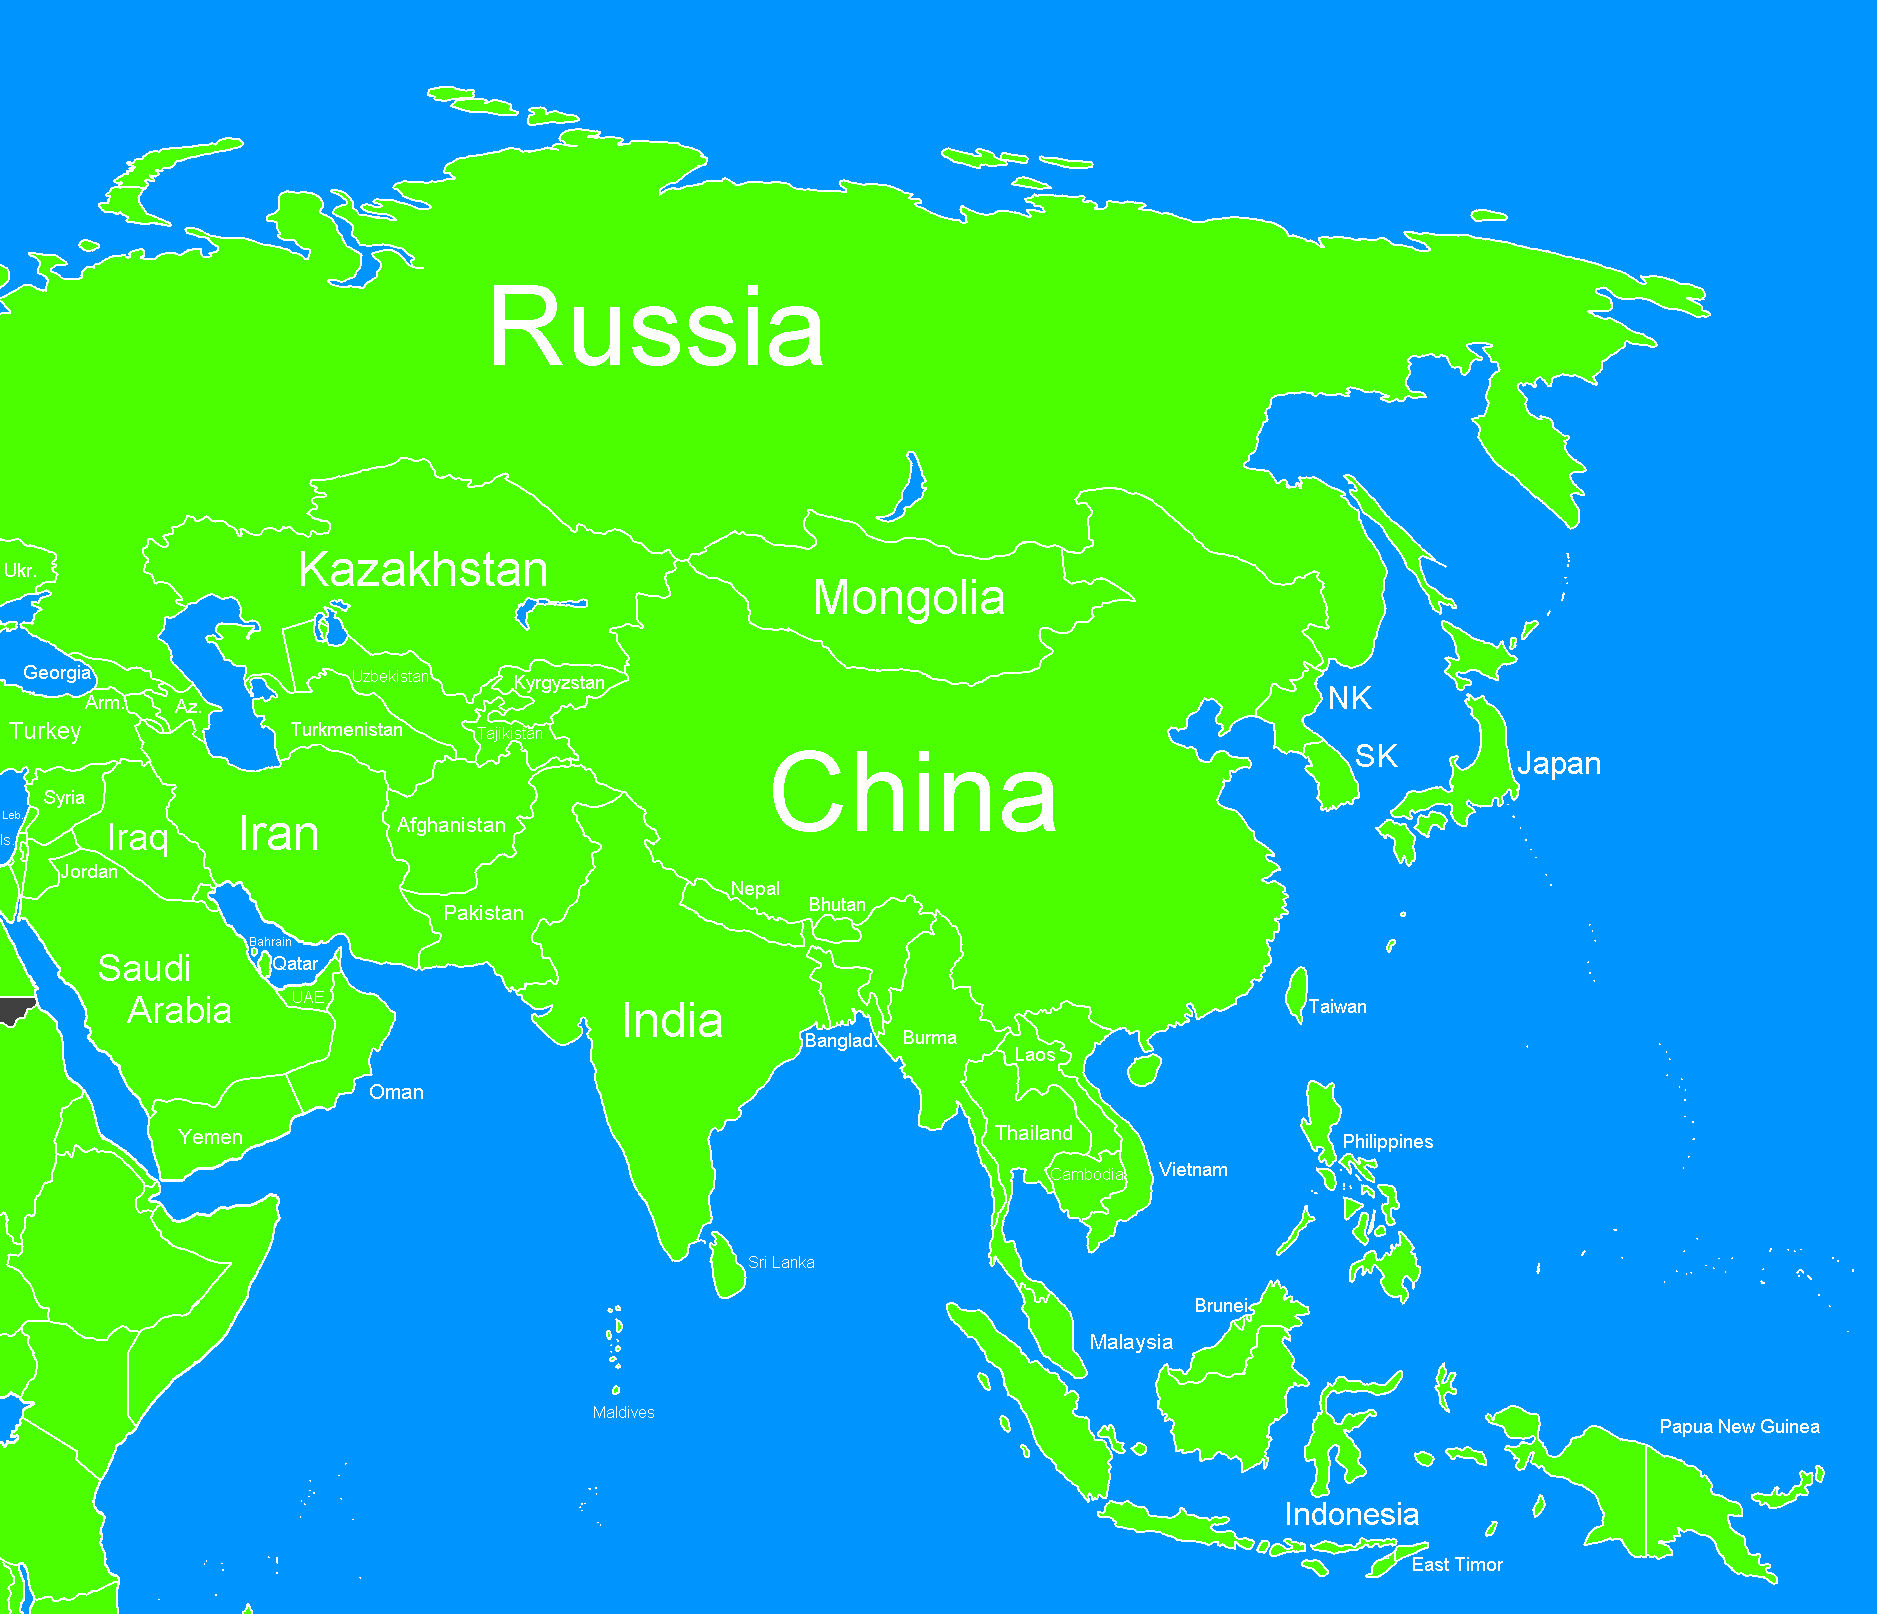 Russia
Ukr.
Kazakhstan
Mongolia
Georgia
Uzbekistan
Kyrgyzstan
NK
Arm.
Az.
Turkey
Turkmenistan
Tajikistan
SK
Japan
China
Syria
Leb.
Is.
Iraq
Iran
Afghanistan
Jordan
Nepal
Bhutan
Pakistan
Bahrain
Qatar
Saudi
Arabia
UAE
India
Taiwan
Banglad.
Burma
Laos
Oman
Yemen
Thailand
Philippines
Cambodia
Vietnam
Sri Lanka
Brunei
Malaysia
Maldives
Papua New Guinea
Indonesia
East Timor